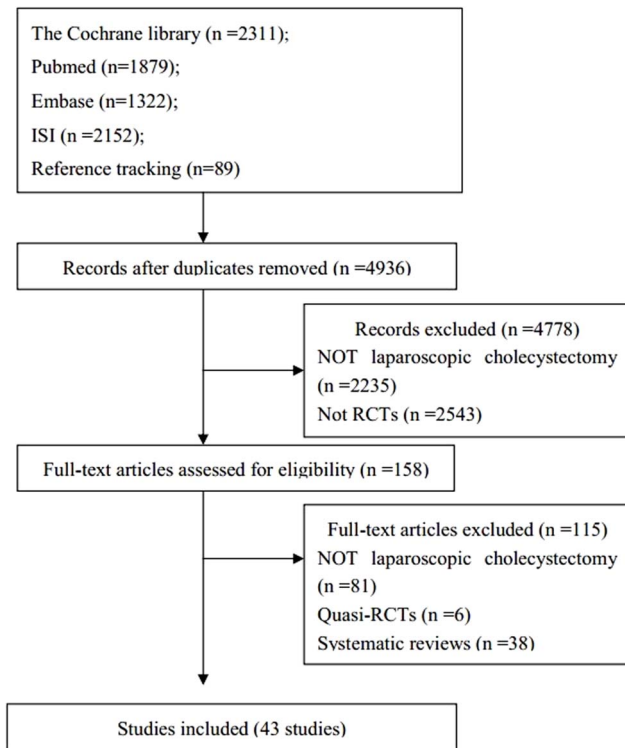 The Cochrane library (n =2311);
Pubmed (n=1879);
Embase (n=1322);
ISI (n =2152);
Reference tracking (n=89)
Records after duplicates removed (n =4936)
Records excluded (n =4778)
NOT laparoscopic cholecystectomy
(n =2235)
Not RCTs (n =2543)
Full-text articles assessed for eligibility (n =158)
Full-text articles excluded (n =115)
NOT laparoscopic cholecystectomy
(n =81)
Quasi-RCTs (n =6)
Systematic reviews (n =38)
Studies included (43 studies)